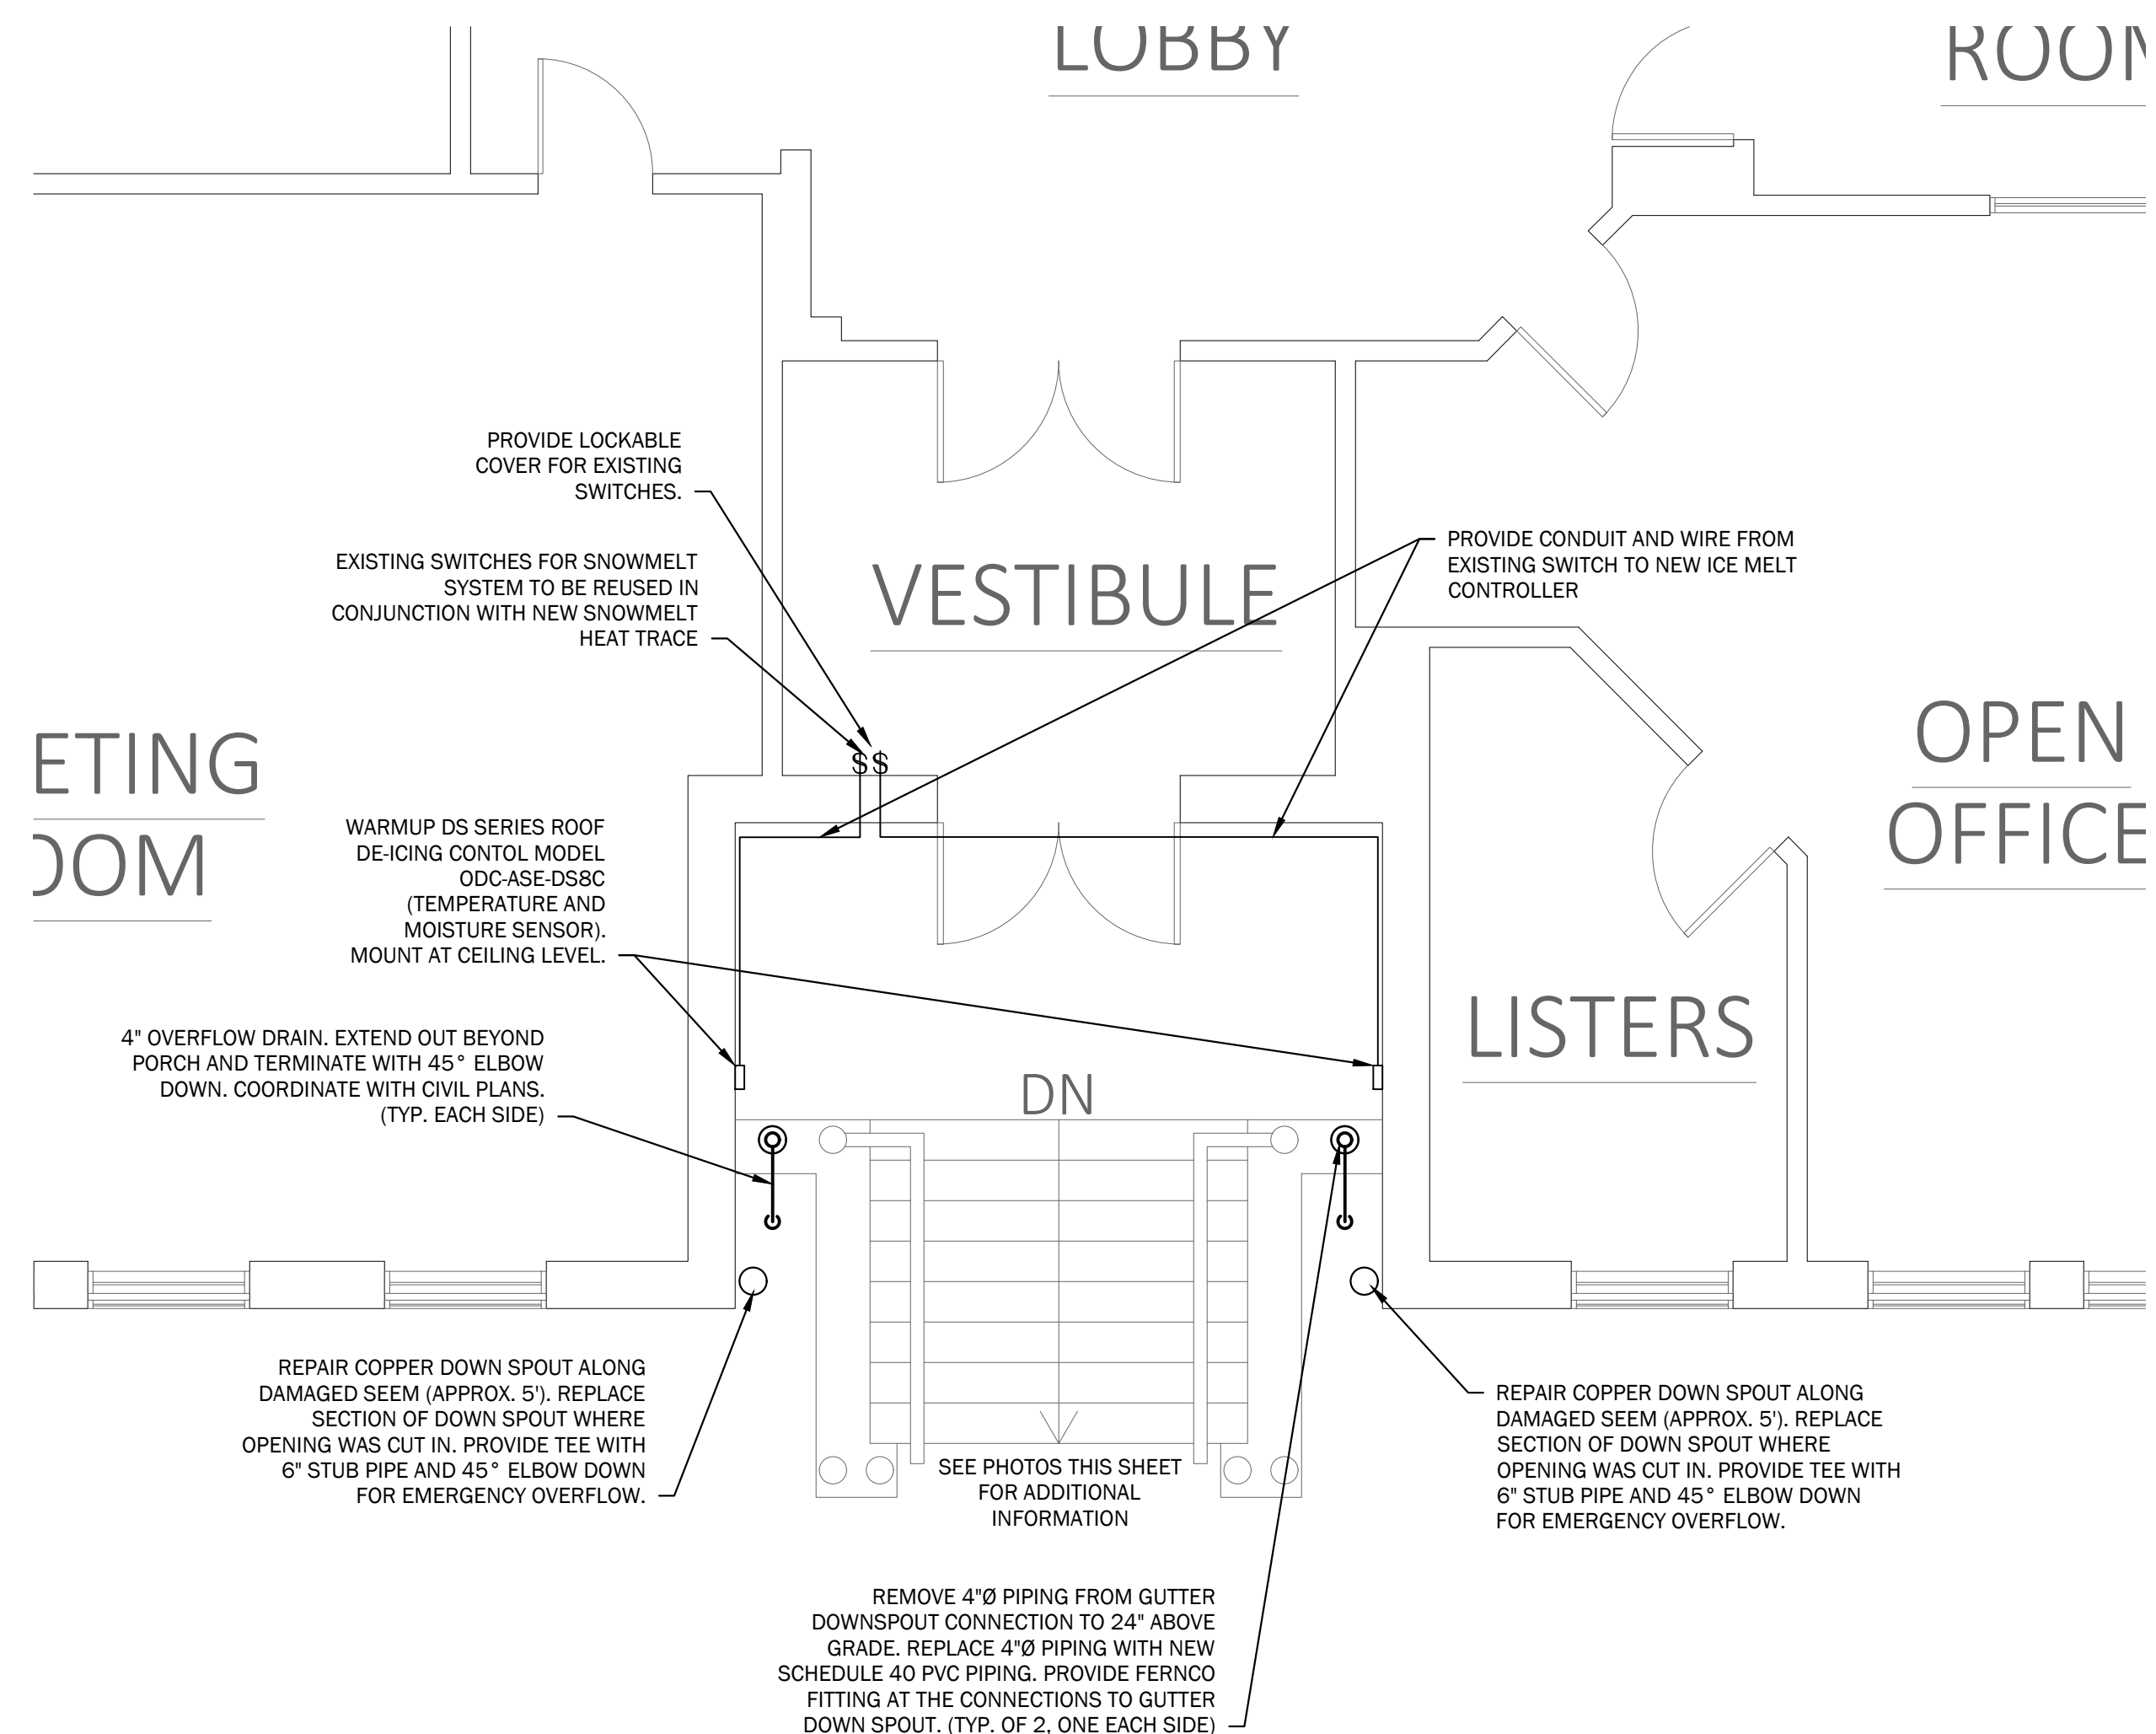 LOBBY
ROOM
PROVIDE LOCKABLE
COVER FOR EXISTING
SWITCHES.
EXISTING SWITCHES FOR SNOWMELT
SYSTEM TO BE REUSED IN
CONJUNCTION WITH NEW SNOWMELT
HEAT TRACE
VESTIBULE
PROVIDE CONDUIT AND WIRE FROM
EXISTING SWITCH TO NEW ICE MELT
CONTROLLER
$$
ETING
OOM
OPEN
OFFICE
WARMUP DS SERIES ROOF
DE-ICING CONTOL MODEL
ODC-ASE-DS8C
(TEMPERATURE AND
MOISTURE SENSOR).
MOUNT AT CEILING LEVEL.
LISTERS
4" OVERFLOW DRAIN. EXTEND OUT BEYOND
PORCH AND TERMINATE WITH 45° ELBOW
DOWN. COORDINATE WITH CIVIL PLANS.
(TYP. EACH SIDE)
DN
REPAIR COPPER DOWN SPOUT ALONG
DAMAGED SEEM (APPROX. 5'). REPLACE
SECTION OF DOWN SPOUT WHERE
OPENING WAS CUT IN. PROVIDE TEE WITH
6" STUB PIPE AND 45° ELBOW DOWN
FOR EMERGENCY OVERFLOW.
SEE PHOTOS THIS SHEET
FOR ADDITIONAL
INFORMATION
REPAIR COPPER DOWN SPOUT ALONG
DAMAGED SEEM (APPROX. 5'). REPLACE
SECTION OF DOWN SPOUT WHERE
OPENING WAS CUT IN. PROVIDE TEE WITH
6" STUB PIPE AND 45° ELBOW DOWN
FOR EMERGENCY OVERFLOW.
REMOVE 4"Ø PIPING FROM GUTTER
DOWNSPOUT CONNECTION TO 24" ABOVE
GRADE. REPLACE 4"Ø PIPING WITH NEW
SCHEDULE 40 PVC PIPING. PROVIDE FERNCO
FITTING AT THE CONNECTIONS TO GUTTER
DOWN SPOUT. (TYP. OF 2, ONE EACH SIDE)